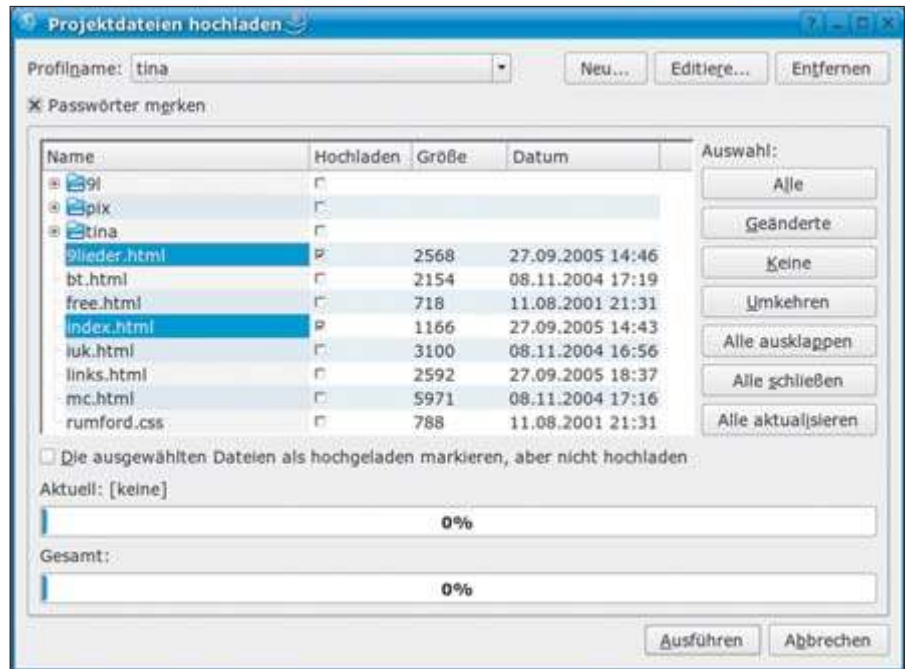 Projektdateien hochladen
Profilname: tina Neu... Editiere... Entfernen
Passwörter merken
Name Hochladen Größe Datum Auswahl:
9l
pix
tina
9lieder.html 2568 27.09.2005 14:46
bt.html 2154 08.11.2004 17:19
free.html 718 11.08.2001 21:31
index.html 1166 27.09.2005 14:43
iuk.html 3100 08.11.2004 16:56
links.html 2592 27.09.2005 18:37
mc.html 5971 08.11.2004 17:16
rumford.css 788 11.08.2001 21:31
Alle
Geänderte
Keine
Umkehren
Alle ausklappen
Alle schließen
Alle aktualisieren
Die ausgewählten Dateien als hochgeladen markieren, aber nicht hochladen
Aktuell: [keine]
0%
Gesamt:
0%
Ausführen Abbrechen